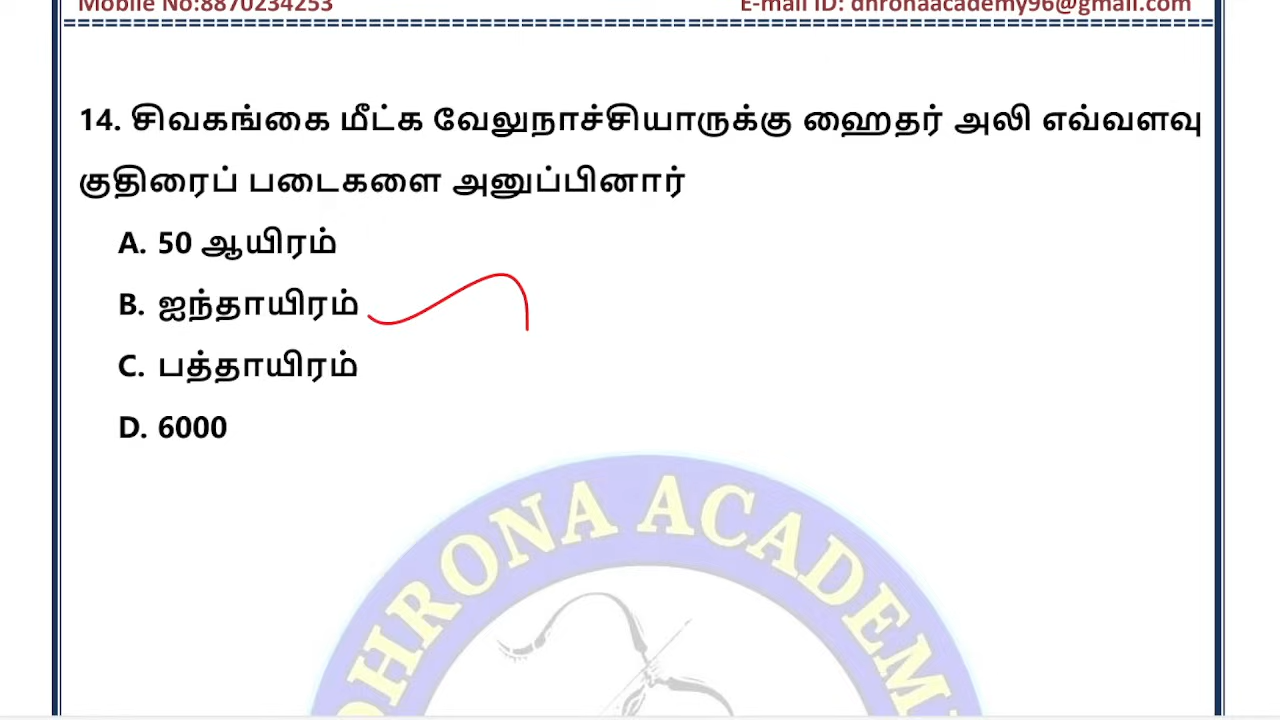 Mobile No:8870234253 E-mail ID: dhronaacademy96@gmail.com
14. சிவகங்கை மீட்க வேலுநாச்சியாருக்கு ஹைதர் அலி எவ்வளவு
குதிரைப் படைகளை அனுப்பினார்
A. 50 ஆயிரம்
B. ஐந்தாயிரம்
C. பத்தாயிரம்
D. 6000
DHRONA ACADEMY